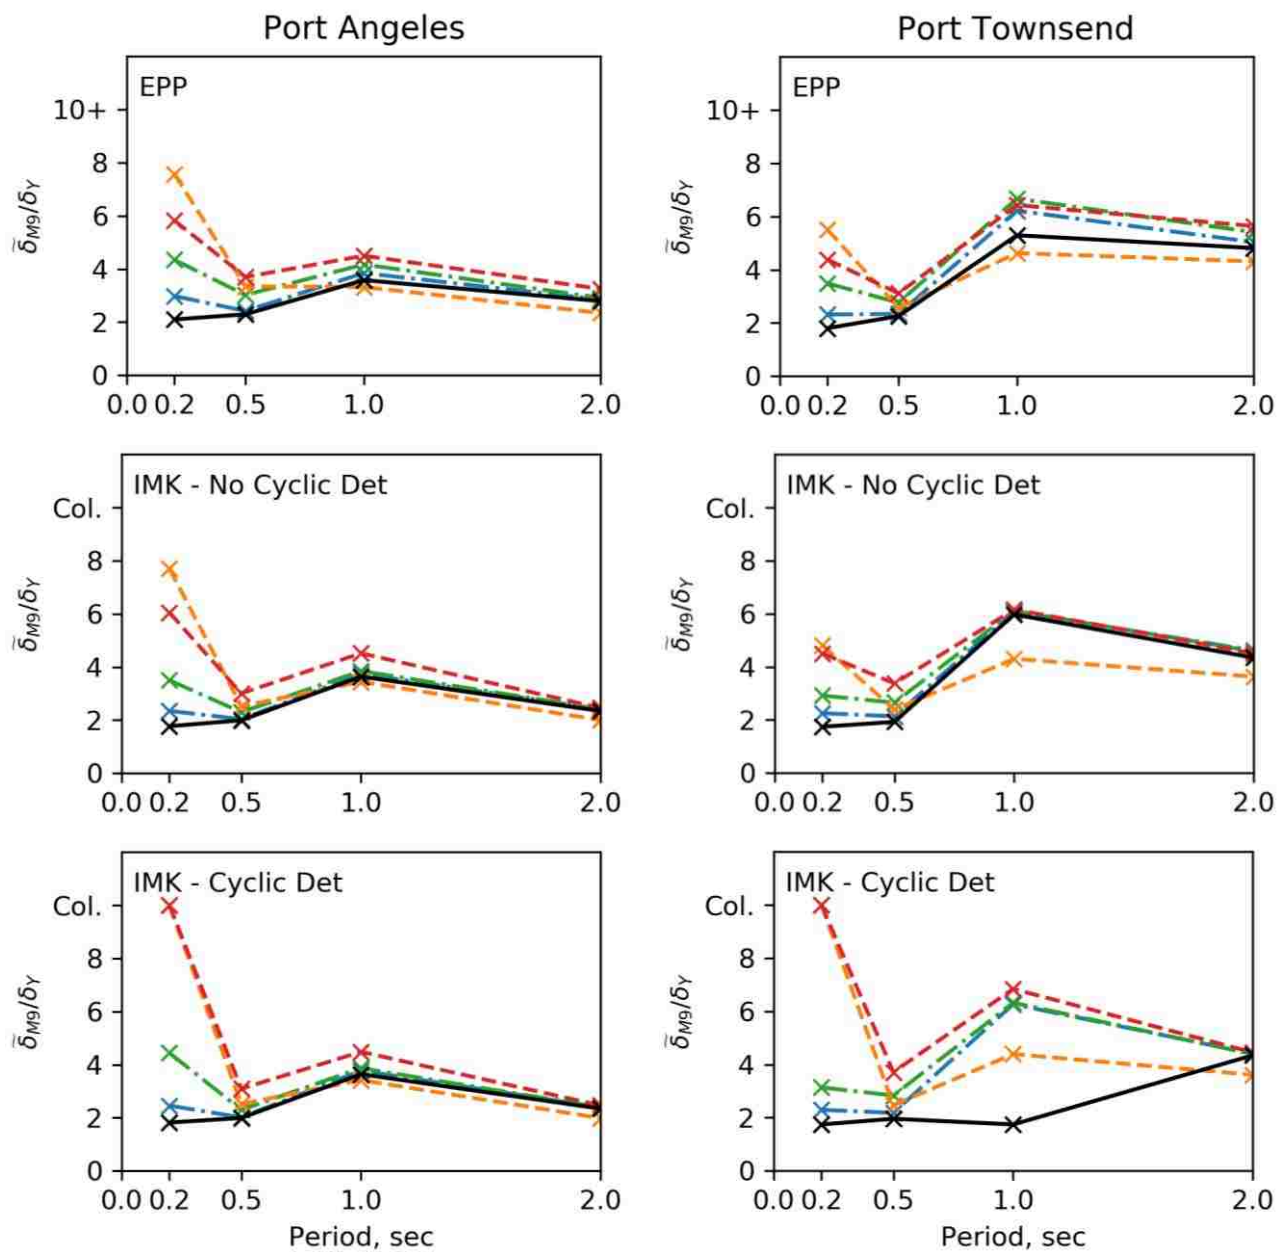 Port Angeles
Port Townsend
EPP
10+
8
6
4
2
0
δ̃M9/δY
0.0 0.2 0.5 1.0 2.0
EPP
10+
8
6
4
2
0
δ̃M9/δY
0.0 0.2 0.5 1.0 2.0
IMK - No Cyclic Det
Col.
8
6
4
2
0
δ̃M9/δY
0.0 0.2 0.5 1.0 2.0
IMK - No Cyclic Det
Col.
8
6
4
2
0
δ̃M9/δY
0.0 0.2 0.5 1.0 2.0
IMK - Cyclic Det
Col.
8
6
4
2
0
δ̃M9/δY
0.0 0.2 0.5 1.0 2.0
Period, sec
IMK - Cyclic Det
Col.
8
6
4
2
0
δ̃M9/δY
0.0 0.2 0.5 1.0 2.0
Period, sec